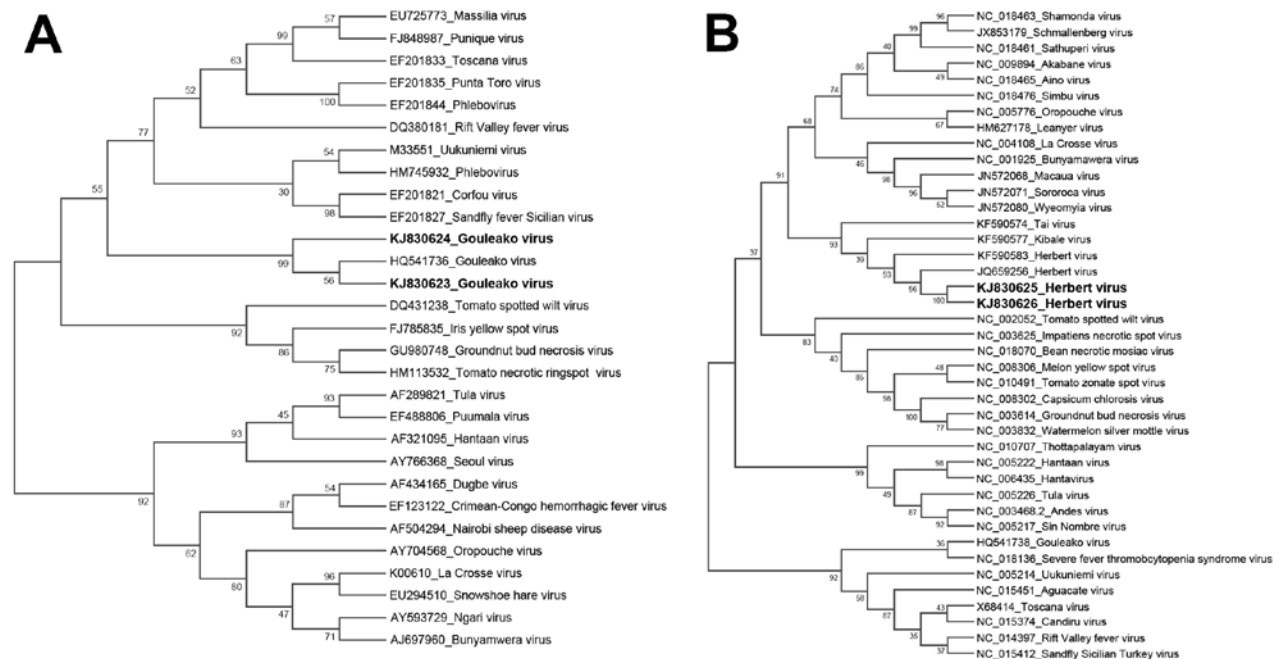 A
EU725773_Massilia virus
FJ848987_Punique virus
EF201833_Toscana virus
EF201835_Punta Toro virus
EF201844_Phlebovirus
DQ380181_Rift Valley fever virus
M33551_Uukuniemi virus
HM745932_Phlebovirus
EF201821_Corfou virus
EF201827_Sandfly fever Sicilian virus
KJ830624_Gouleako virus
HQ541736_Gouleako virus
KJ830623_Gouleako virus
DQ431238_Tomato spotted wilt virus
FJ785835_Iris yellow spot virus
GU980748_Groundnut bud necrosis virus
HM113532_Tomato necrotic ringspot virus
AF289821_Tula virus
EF488806_Puumala virus
AF321095_Hantaan virus
AY766368_Seoul virus
AF434165_Dugbe virus
EF123122_Crimean-Congo hemorrhagic fever virus
AF504294_Nairobi sheep disease virus
AY704568_Oropouche virus
K00610_La Crosse virus
EU294510_Snowshoe hare virus
AY593729_Ngari virus
AJ697960_Bunyamwera virus
57
99
63
52
100
77
54
30
98
55
99
56
92
86
75
93
45
93
92
54
87
62
80
96
47
71
B
NC_018463_Shamonda virus
JX853179_Schmallenberg virus
NC_018461_Sathuperi virus
NC_009894_Akabane virus
NC_018465_Aino virus
NC_018476_Simbu virus
NC_005776_Oropouche virus
HM627178_Leanyer virus
NC_004108_La Crosse virus
NC_001925_Bunyamawera virus
JN572068_Macaua virus
JN572071_Sororoca virus
JN572080_Wyeomyia virus
KF590574_Tai virus
KF590577_Kibale virus
KF590583_Herbert virus
JQ659256_Herbert virus
KJ830625_Herbert virus
KJ830626_Herbert virus
NC_002052_Tomato spotted wilt virus
NC_003625_Impatiens necrotic spot virus
NC_018070_Bean necrotic mosiac virus
NC_008306_Melon yellow spot virus
NC_010491_Tomato zonate spot virus
NC_008302_Capsicum chlorosis virus
NC_003614_Groundnut bud necrosis virus
NC_003832_Watermelon silver mottle virus
NC_010707_Thottapalayam virus
NC_005222_Hantaan virus
NC_006435_Hantavirus
NC_005226_Tula virus
NC_003468.2_Andes virus
NC_005217_Sin Nombre virus
HQ541738_Gouleako virus
NC_018136_Severe fever thromobcytopenia syndrome virus
NC_005214_Uukuniemi virus
NC_015451_Aguacate virus
X68414_Toscana virus
NC_015374_Candiru virus
NC_014397_Rift Valley fever virus
NC_015412_Sandfly Sicilian Turkey virus
96
99
40
86
49
74
67
68
46
98
96
52
91
93
39
93
100
37
83
40
48
100
77
98
99
49
87
92
36
92
87
43
37